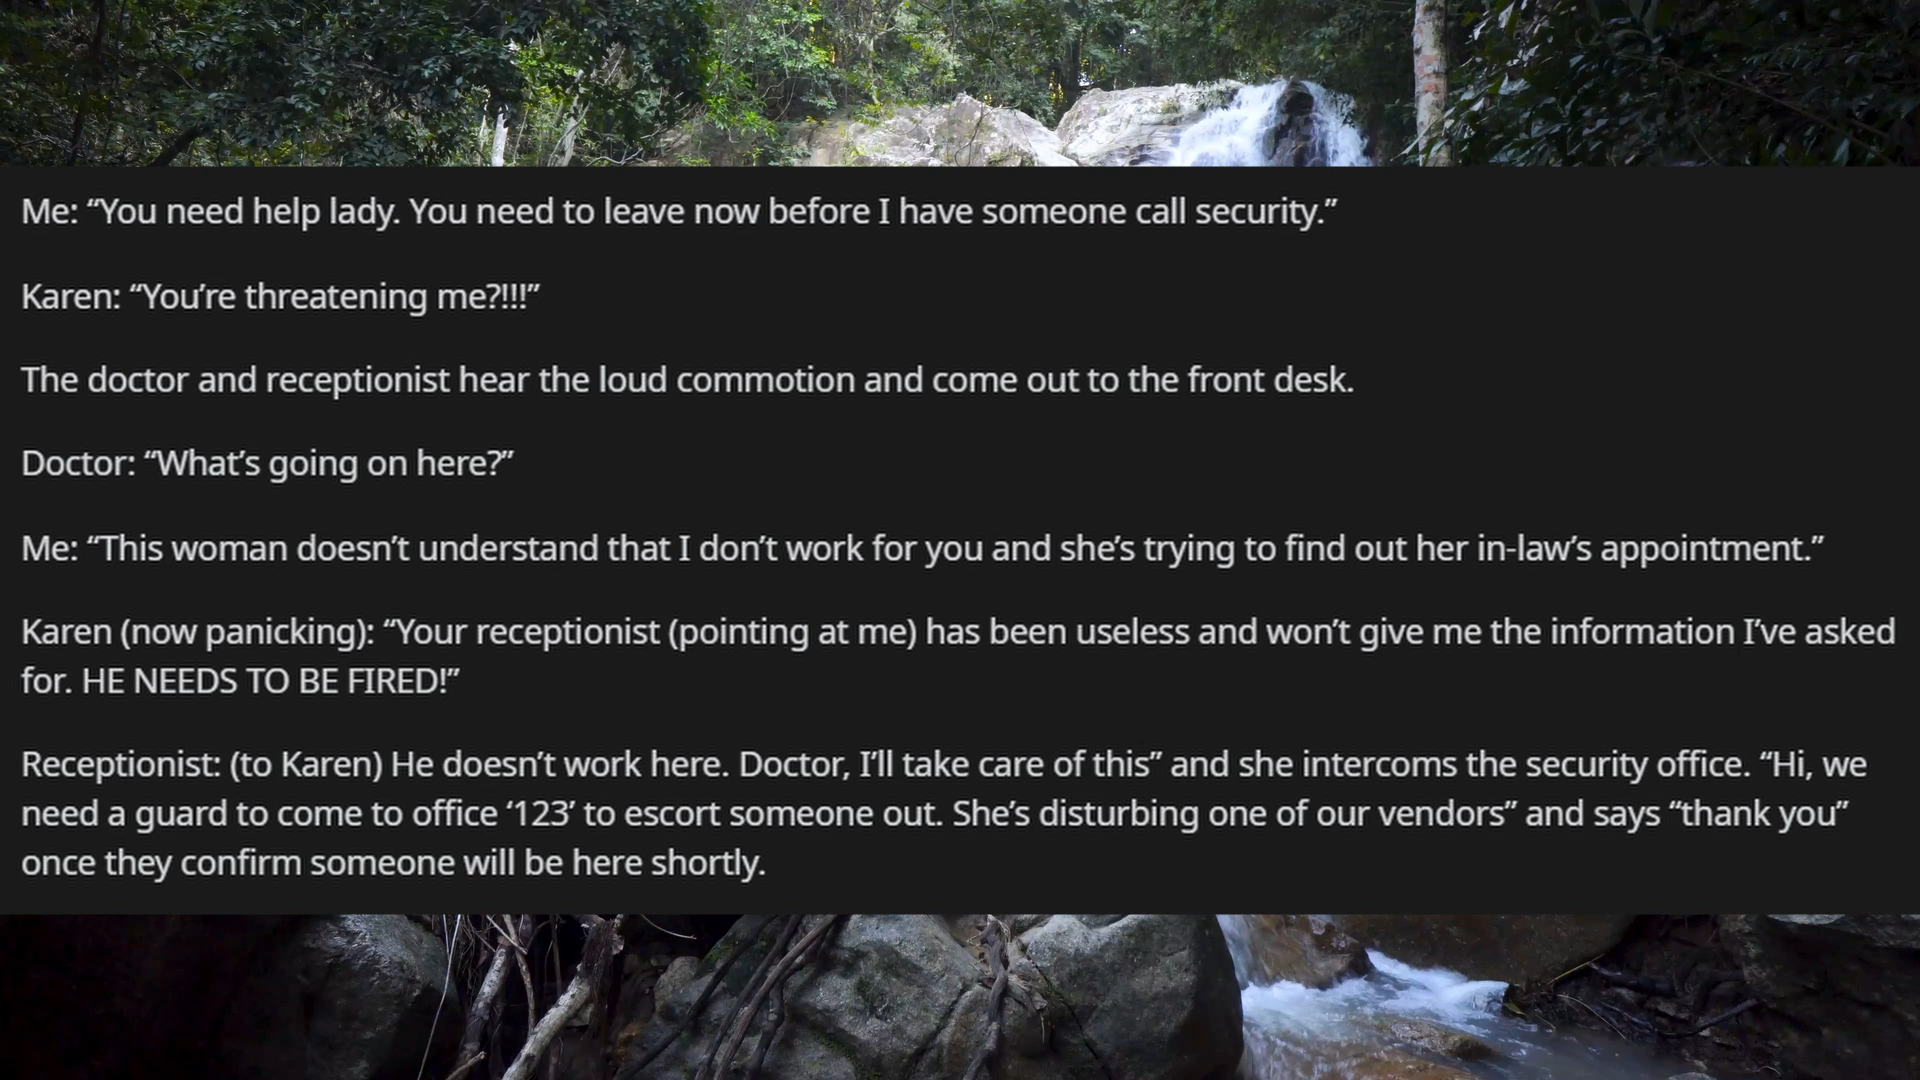 Me: “You need help lady. You need to leave now before I have someone call security.”
Karen: “You’re threatening me?!!!”
The doctor and receptionist hear the loud commotion and come out to the front desk.
Doctor: “What’s going on here?”
Me: “This woman doesn’t understand that I don’t work for you and she’s trying to find out her in-law’s appointment.”
Karen (now panicking): “Your receptionist (pointing at me) has been useless and won’t give me the information I’ve asked
for. HE NEEDS TO BE FIRED!”
Receptionist: (to Karen) He doesn’t work here. Doctor, I’ll take care of this” and she intercoms the security office. “Hi, we
need a guard to come to office ‘123’ to escort someone out. She’s disturbing one of our vendors” and says “thank you”
once they confirm someone will be here shortly.